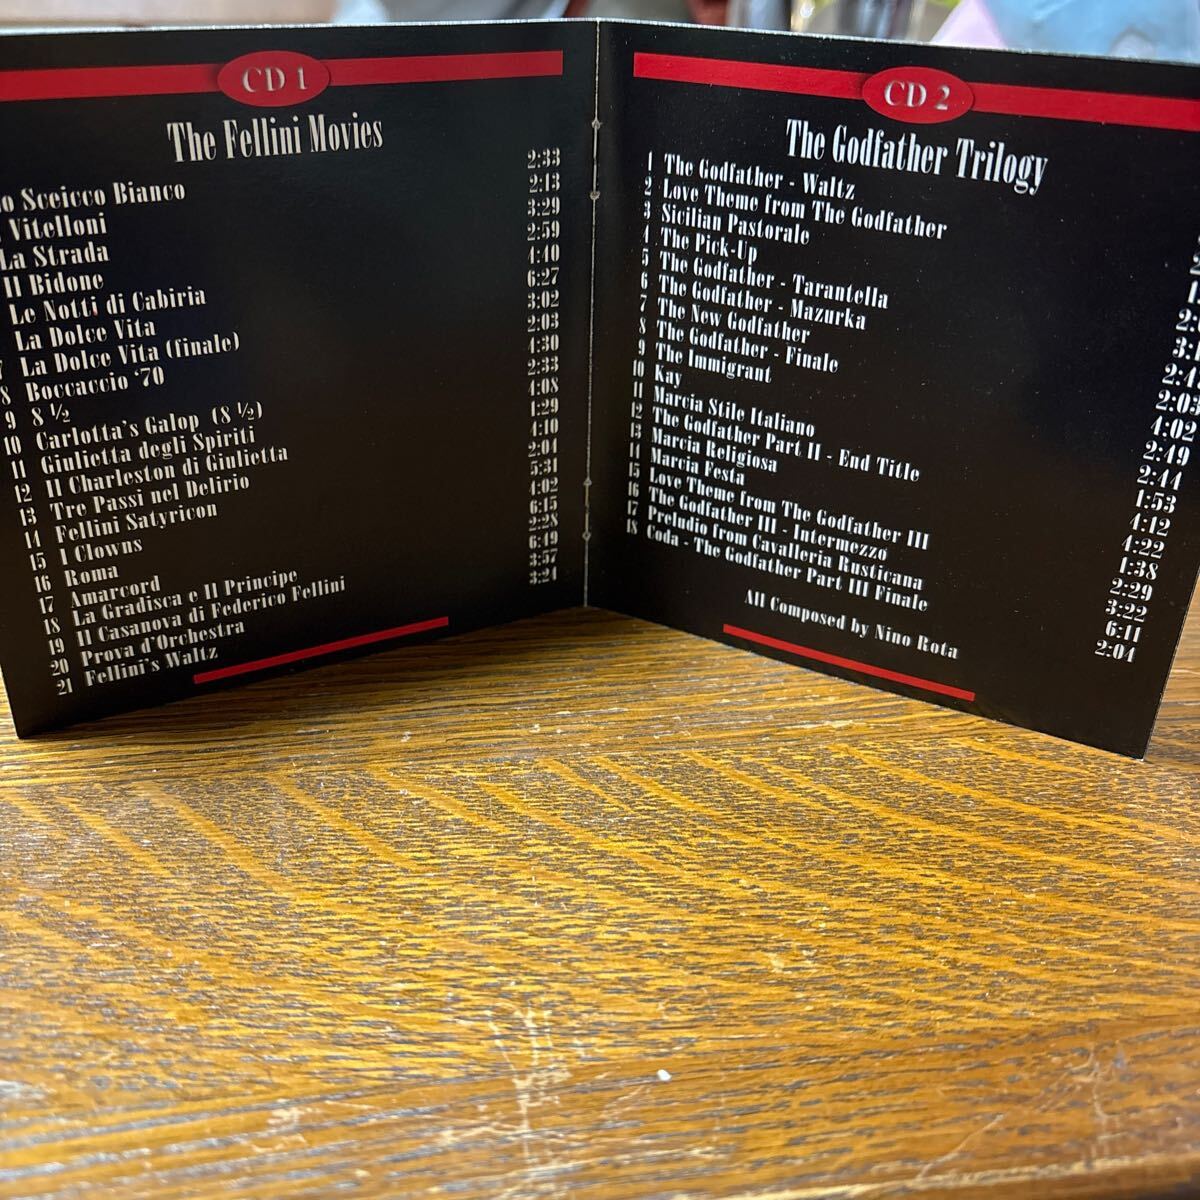 CD 1
The Fellini Movies
o Sceicco Bianco 2:33
Vitelloni 2:13
La Strada 3:29
Il Bidone 2:59
Le Notti di Cabiria 4:40
La Dolce Vita 6:27
7 La Dolce Vita (finale) 3:02
8 Boccaccio '70 2:03
9 8 ½ 4:30
10 Carlotta's Galop (8 ½) 2:33
11 Giulietta degli Spiriti 4:08
12 Il Charleston di Giulietta 1:29
13 Tre Passi nel Delirio 4:10
14 Fellini Satyricon 2:04
15 I Clowns 5:31
16 Roma 4:02
17 Amarcord 6:15
18 La Gradisca e Il Principe 2:28
19 Il Casanova di Federico Fellini 6:49
20 Prova d'Orchestra 3:57
21 Fellini's Waltz 3:24
CD 2
The Godfather Trilogy
1 The Godfather - Waltz
2 Love Theme from The Godfather
3 Sicilian Pastorale
4 The Pick-Up
5 The Godfather - Tarantella
6 The Godfather - Mazurka
7 The New Godfather
8 The Godfather - Finale 4:02
9 The Immigrant 2:49
10 Kay 2:44
11 Marcia Stile Italiano 1:53
12 The Godfather Part II - End Title 4:12
13 Marcia Religiosa 4:22
14 Marcia Festa 1:38
15 Love Theme from The Godfather III 2:29
16 The Godfather III - Intermezzo 3:22
17 Preludio from Cavalleria Rusticana 6:11
18 Coda - The Godfather Part III Finale 2:04
All Composed by Nino Rota